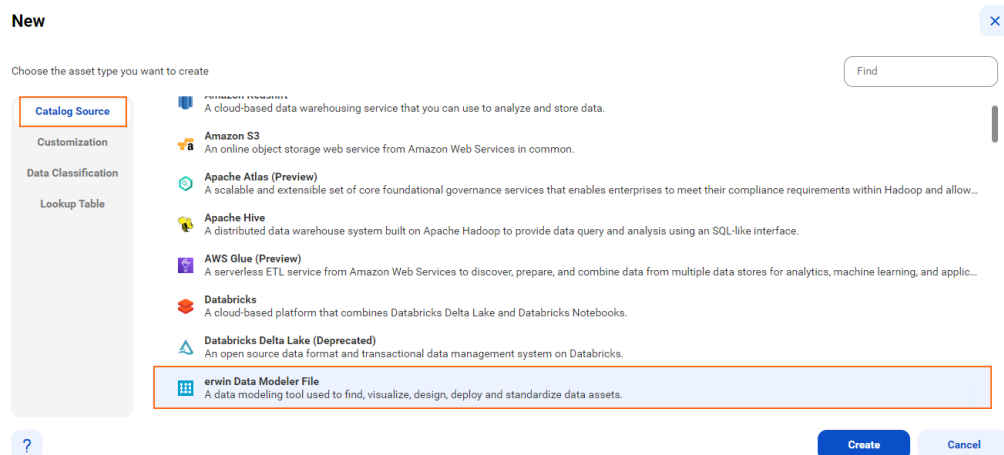 New
Choose the asset type you want to create
Find
Catalog Source
Customization
Data Classification
Lookup Table
Amazon Redshift
A cloud-based data warehousing service that you can use to analyze and store data.
Amazon S3
An online object storage web service from Amazon Web Services in common.
Apache Atlas (Preview)
A scalable and extensible set of core foundational governance services that enables enterprises to meet their compliance requirements within Hadoop and allow...
Apache Hive
A distributed data warehouse system built on Apache Hadoop to provide data query and analysis using an SQL-like interface.
AWS Glue (Preview)
A serverless ETL service from Amazon Web Services to discover, prepare, and combine data from multiple data stores for analytics, machine learning, and applic...
Databricks
A cloud-based platform that combines Databricks Delta Lake and Databricks Notebooks.
Databricks Delta Lake (Deprecated)
An open source data format and transactional data management system on Databricks.
erwin Data Modeler File
A data modeling tool used to find, visualize, design, deploy and standardize data assets.
?
Create
Cancel